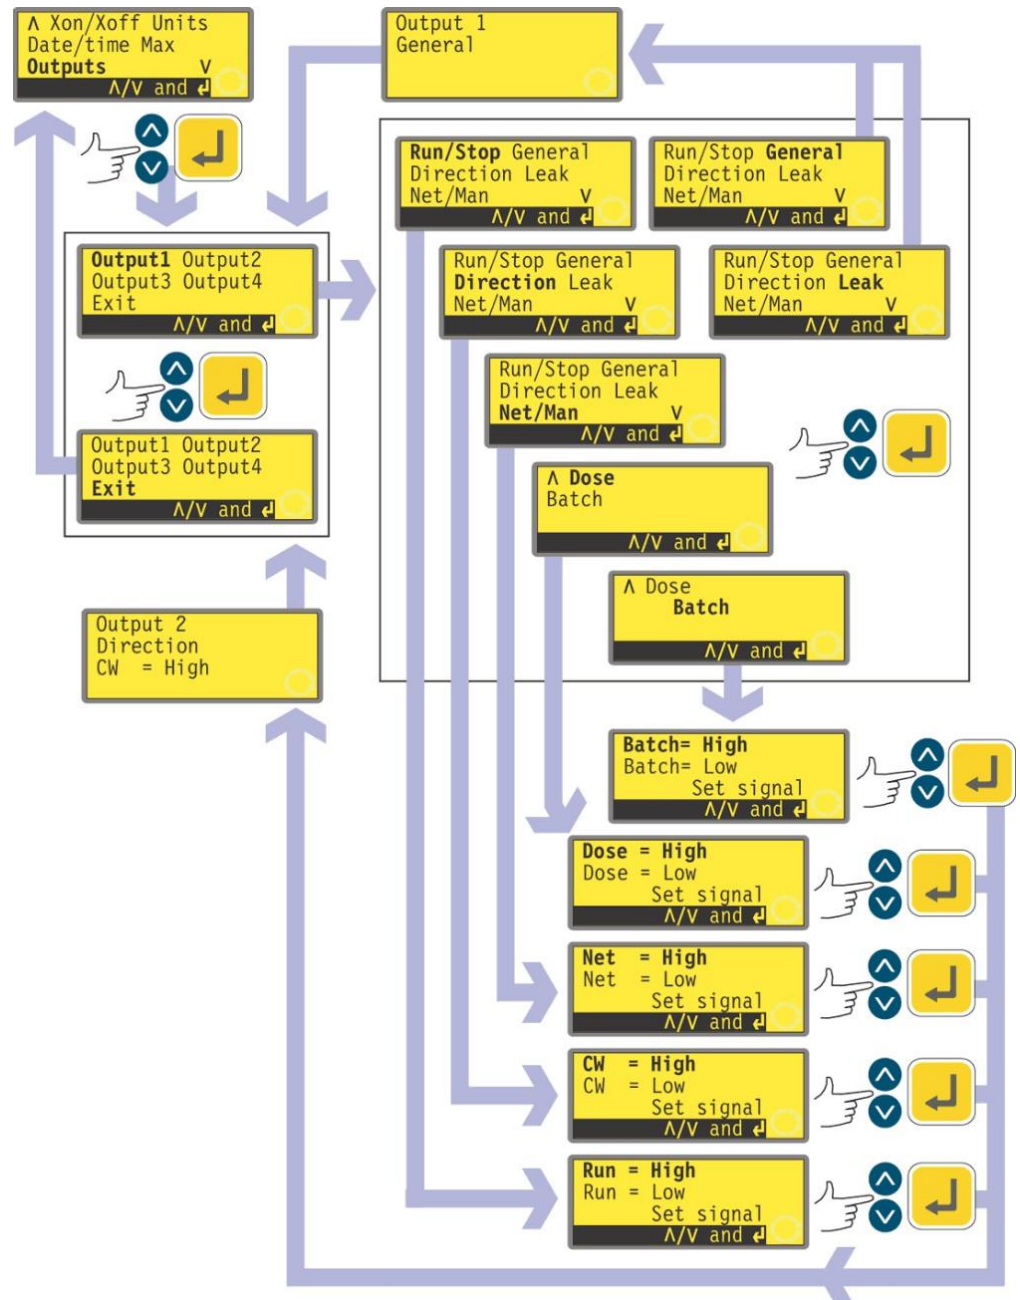 Λ Xon/Xoff Units
Date/time Max
Outputs V
Λ/V and ↲
Output 1
General
Run/Stop General
Direction Leak
Net/Man V
Λ/V and ↲
Run/Stop General
Direction Leak
Net/Man V
Λ/V and ↲
Output1 Output2
Output3 Output4
Exit
Λ/V and ↲
Run/Stop General
Direction Leak
Net/Man V
Λ/V and ↲
Run/Stop General
Direction Leak
Net/Man V
Λ/V and ↲
Run/Stop General
Direction Leak
Net/Man V
Λ/V and ↲
Output1 Output2
Output3 Output4
Exit
Λ/V and ↲
Λ Dose
Batch
Λ/V and ↲
Λ Dose
Batch
Λ/V and ↲
Output 2
Direction
CW = High
Batch= High
Batch= Low
Set signal
Λ/V and ↲
Dose = High
Dose = Low
Set signal
Λ/V and ↲
Net = High
Net = Low
Set signal
Λ/V and ↲
CW = High
CW = Low
Set signal
Λ/V and ↲
Run = High
Run = Low
Set signal
Λ/V and ↲